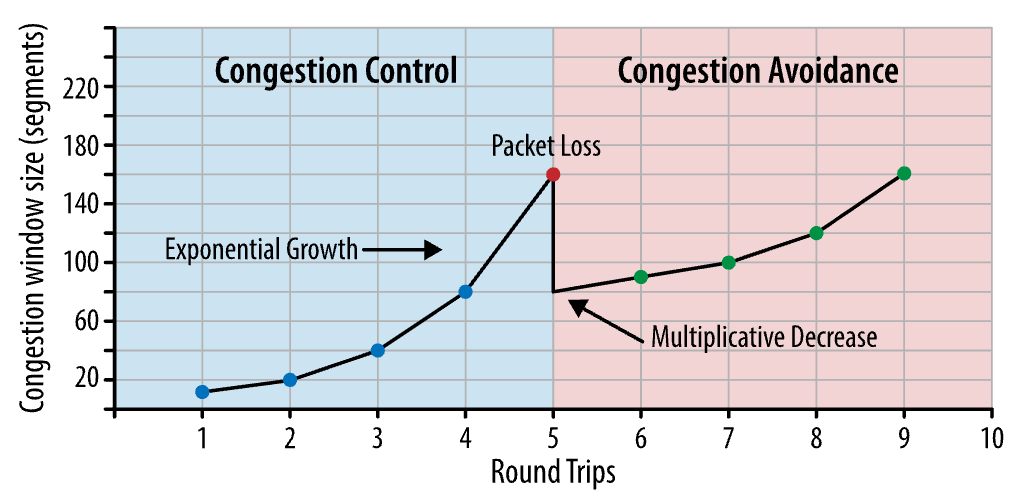 Congestion Control
Congestion Avoidance
Packet Loss
Exponential Growth
Multiplicative Decrease
Congestion window size (segments)
220
180
140
100
60
20
1 2 3 4 5 6 7 8 9 10
Round Trips